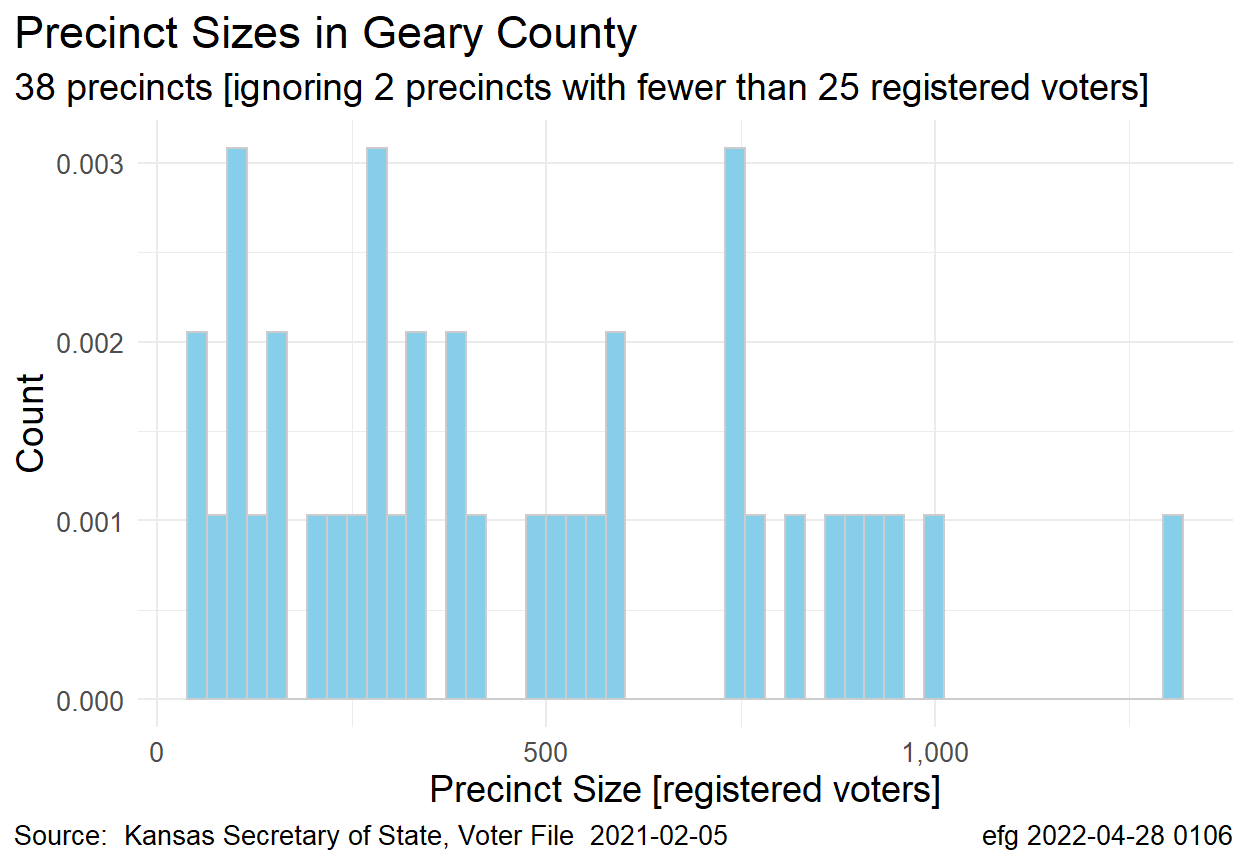 Precinct Sizes in Geary County
38 precincts [ignoring 2 precincts with fewer than 25 registered voters]
0.003
0.002
0.001
0.000
Count
0 500 1,000
Precinct Size [registered voters]
Source:  Kansas Secretary of State, Voter File  2021-02-05
efg 2022-04-28 0106